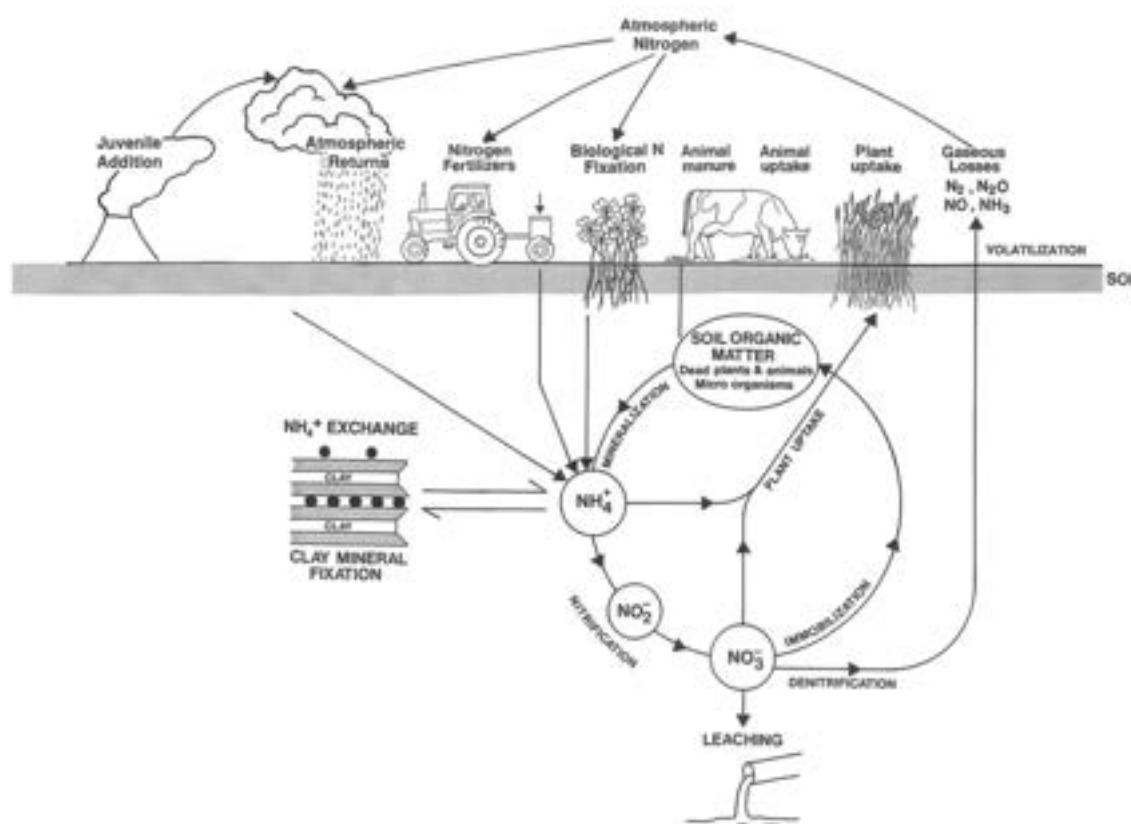 Atmospheric
Nitrogen
Juvenile
Addition
Atmospheric
Returns
Nitrogen
Fertilizers
Biological N
Fixation
Animal
manure
Animal
uptake
Plant
uptake
Gaseous
Losses
N₂ , N₂O
NO , NH₃
VOLATILIZATION
SOI
SOIL ORGANIC
MATTER
Dead plants & animals
Micro organisms
MINERALIZATION
NH₄⁺ EXCHANGE
CLAY
CLAY
CLAY MINERAL
FIXATION
NH₄⁺
PLANT UPTAKE
NO₂⁻
NITRIFICATION
NO₃⁻
IMMOBILIZATION
DENITRIFICATION
LEACHING